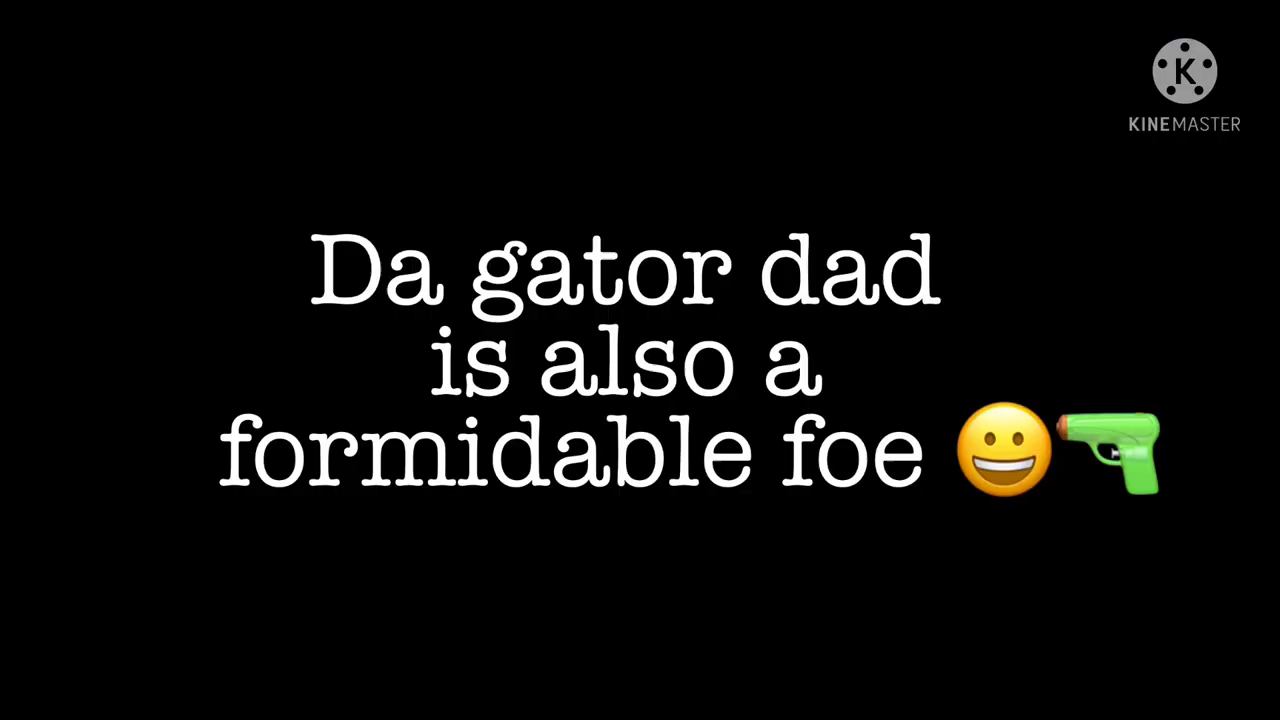 K
KINEMASTER
Da gator dad
is also a
formidable foe 😀🔫